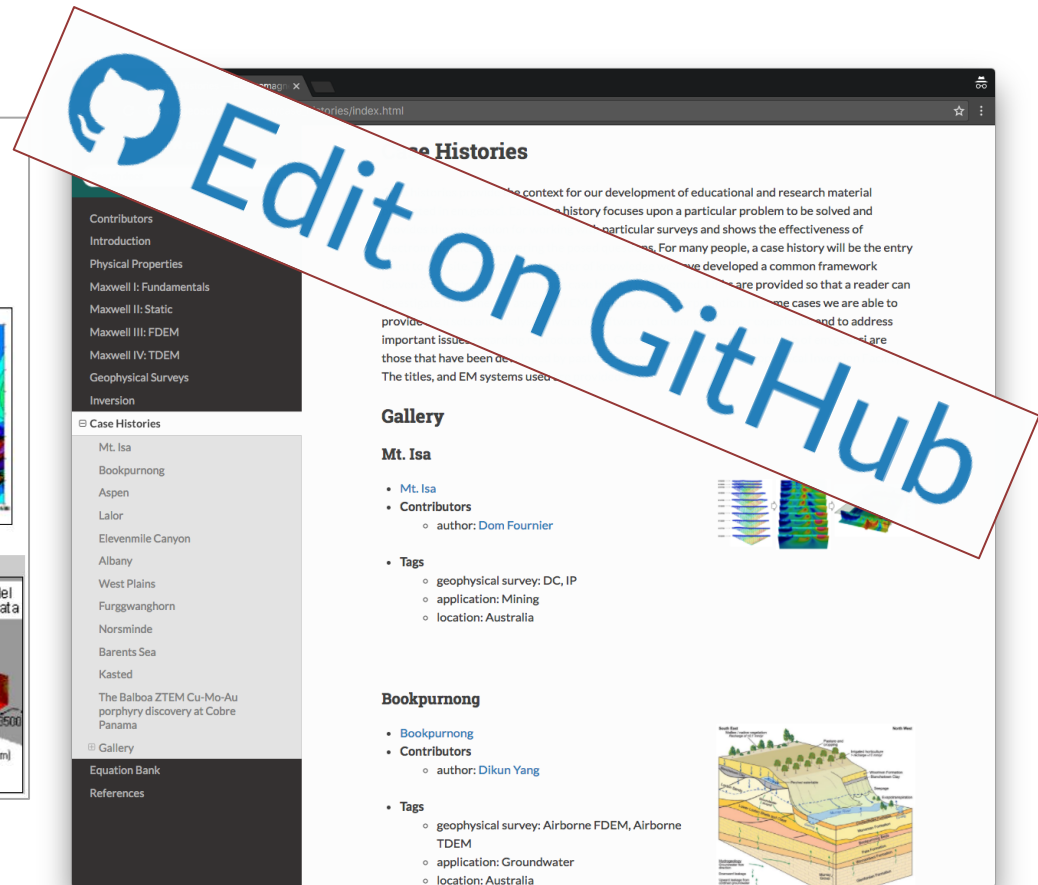 Edit on GitHub
tories/index.html
Contributors
Introduction
Physical Properties
Maxwell I: Fundamentals
Maxwell II: Static
Maxwell III: FDEM
Maxwell IV: TDEM
Geophysical Surveys
Inversion
Case Histories
Mt. Isa
Bookpurnong
Aspen
Lalor
Elevenmile Canyon
Albany
West Plains
Furggwanghorn
Norsminde
Barents Sea
Kasted
The Balboa ZTEM Cu-Mo-Au
porphyry discovery at Cobre
Panama
Gallery
Equation Bank
References
Histories
context for our development of educational and research material
history focuses upon a particular problem to be solved and
particular surveys and shows the effectiveness of
For many people, a case history will be the entry
developed a common framework
are provided so that a reader can
cases we are able to
provide and to address
important issues are
those that have been
The titles, and EM systems used
Gallery
Mt. Isa
Mt. Isa
Contributors
author: Dom Fournier
Tags
geophysical survey: DC, IP
application: Mining
location: Australia
Bookpurnong
Bookpurnong
Contributors
author: Dikun Yang
Tags
geophysical survey: Airborne FDEM, Airborne
TDEM
application: Groundwater
location: Australia
South East
North West